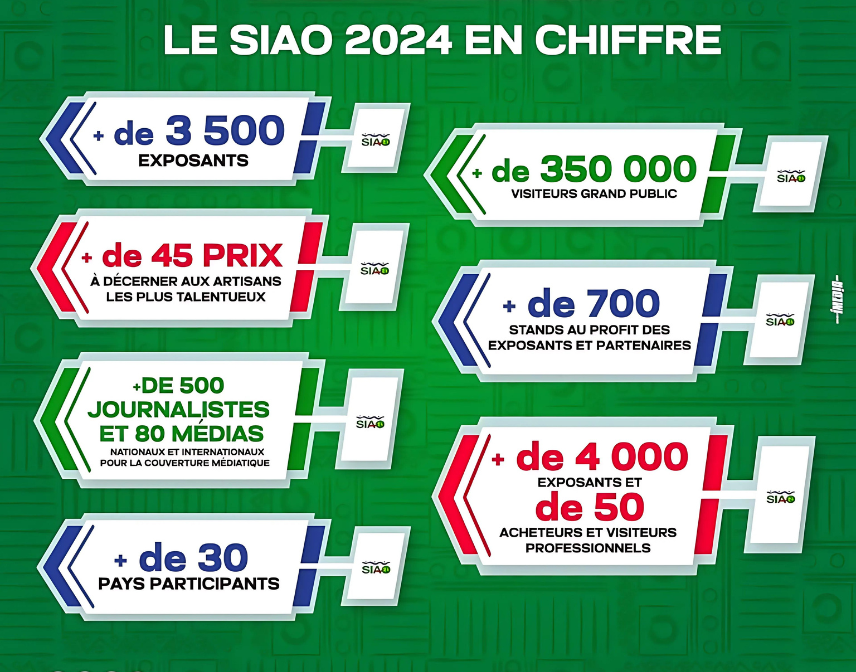 LE SIAO 2024 EN CHIFFRE
+ de 3 500
EXPOSANTS
SIAO
+ de 45 PRIX
À DÉCERNER AUX ARTISANS
LES PLUS TALENTUEUX
SIAO
+DE 500
JOURNALISTES
ET 80 MÉDIAS
NATIONAUX ET INTERNATIONAUX
POUR LA COUVERTURE MÉDIATIQUE
SIAO
+ de 30
PAYS PARTICIPANTS
SIAO
+ de 350 000
VISITEURS GRAND PUBLIC
SIAO
+ de 700
STANDS AU PROFIT DES
EXPOSANTS ET PARTENAIRES
SIAO
+ de 4 000
EXPOSANTS ET
de 50
ACHETEURS ET VISITEURS
PROFESSIONNELS
SIAO